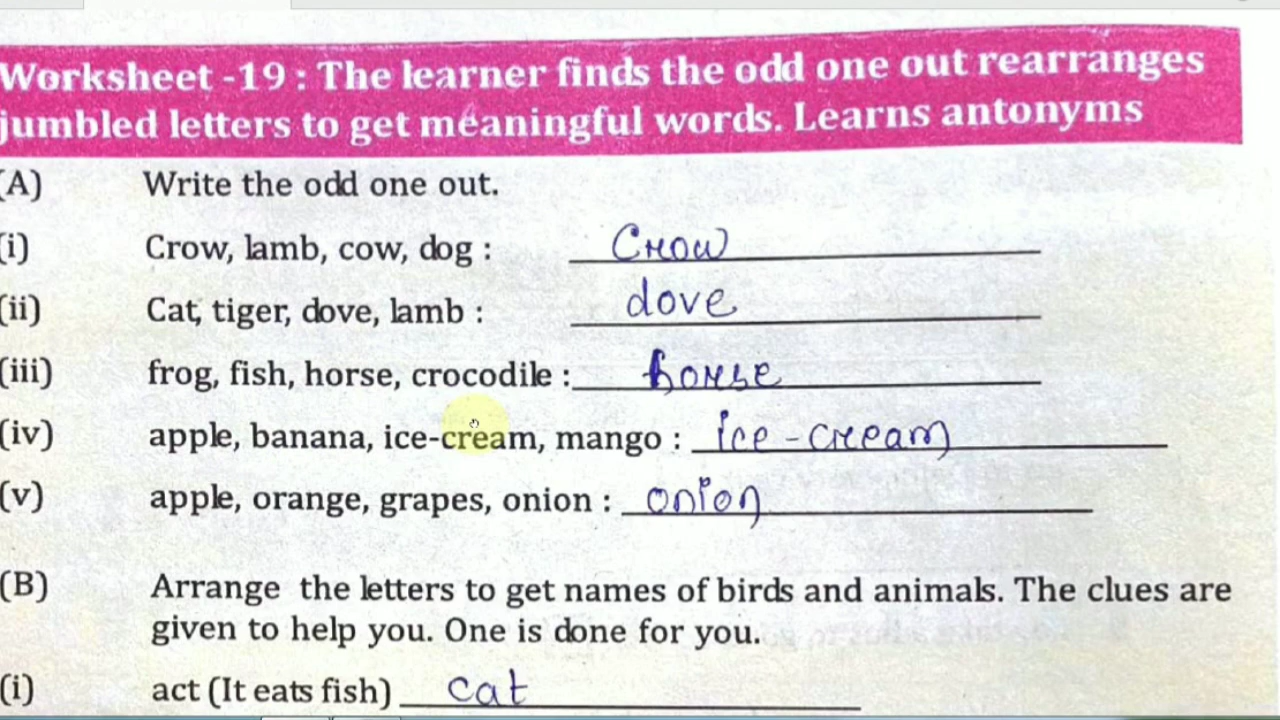 Worksheet -19 : The learner finds the odd one out rearranges
jumbled letters to get meaningful words. Learns antonyms
(A) Write the odd one out.
(i) Crow, lamb, cow, dog : Crow
(ii) Cat, tiger, dove, lamb : dove
(iii) frog, fish, horse, crocodile : horse
(iv) apple, banana, ice-cream, mango : ice-cream
(v) apple, orange, grapes, onion : onion
(B) Arrange the letters to get names of birds and animals. The clues are
given to help you. One is done for you.
(i) act (It eats fish) cat